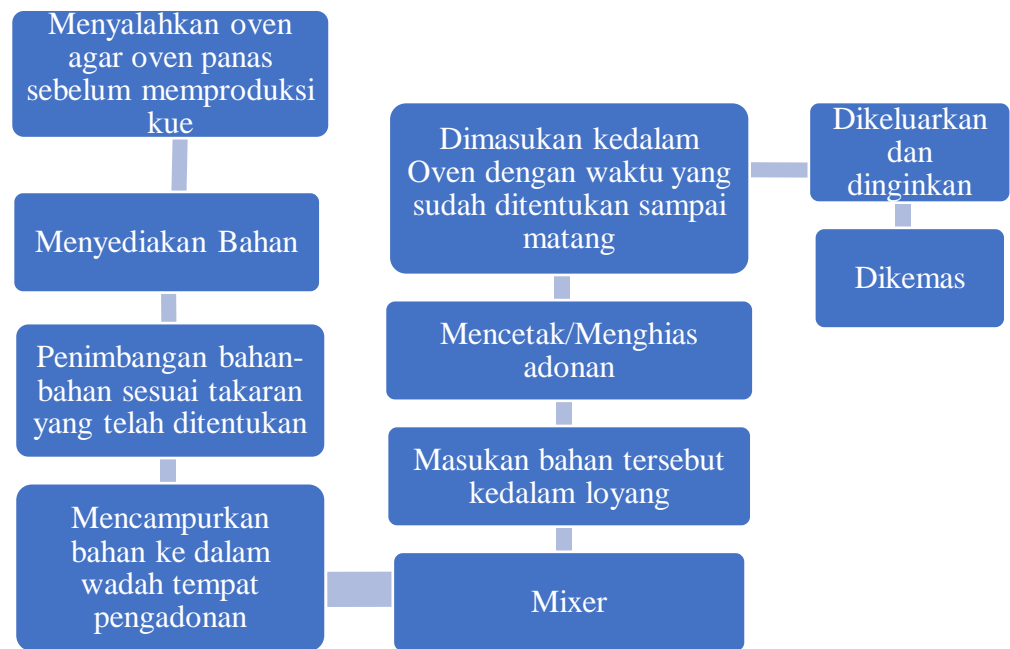 Menyalahkan oven
agar oven panas
sebelum memproduksi
kue
Menyediakan Bahan
Penimbangan bahan-
bahan sesuai takaran
yang telah ditentukan
Mencampurkan
bahan ke dalam
wadah tempat
pengadonan
Mixer
Masukan bahan tersebut
kedalam loyang
Mencetak/Menghias
adonan
Dimasukan kedalam
Oven dengan waktu yang
sudah ditentukan sampai
matang
Dikeluarkan
dan
dinginkan
Dikemas